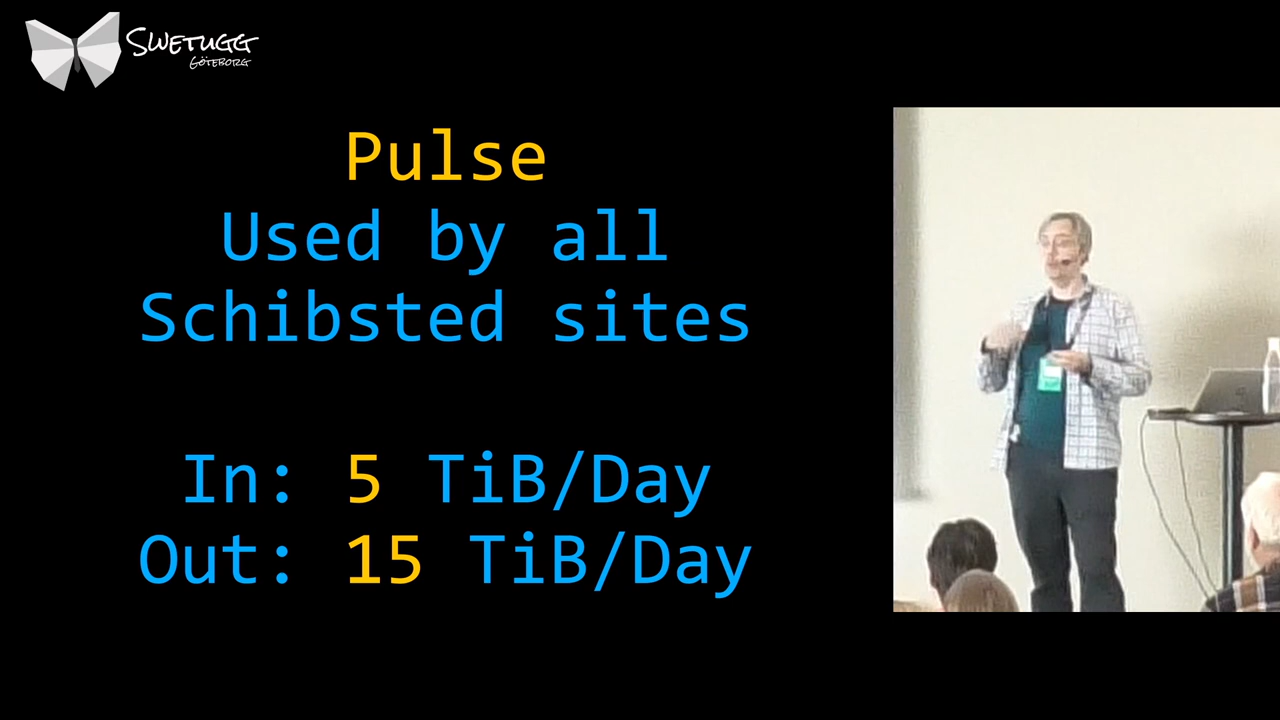 Swetugg
Göteborg
Pulse
Used by all
Schibsted sites
In: 5 TiB/Day
Out: 15 TiB/Day